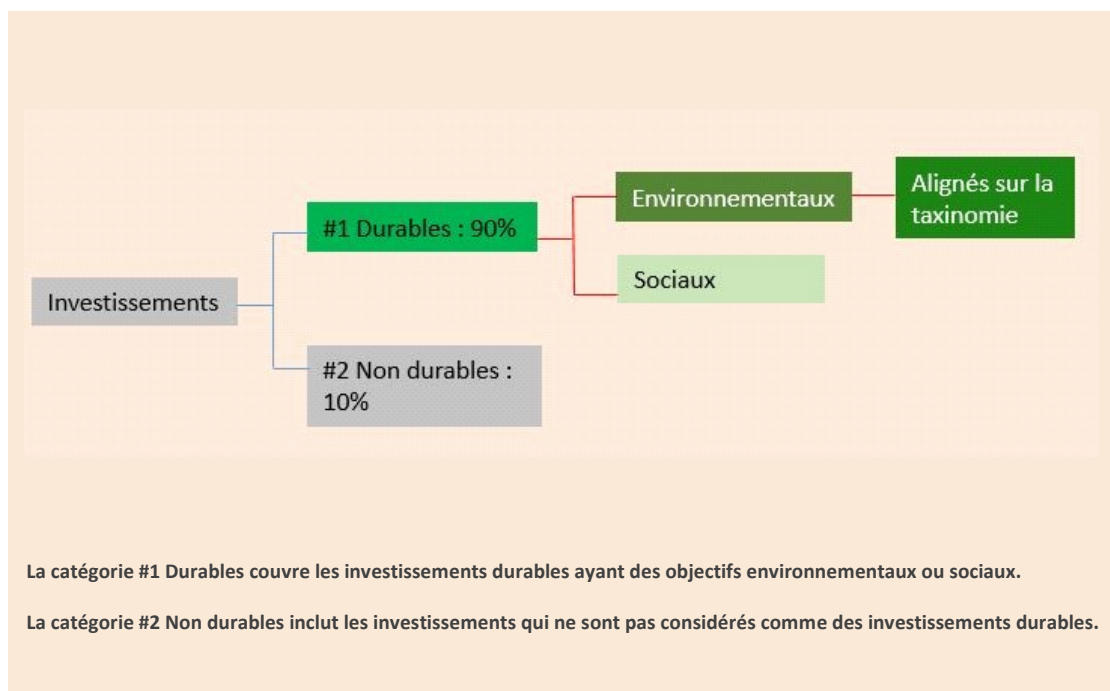 Investissements
#1 Durables : 90%
#2 Non durables :
10%
Environnementaux
Sociaux
Alignés sur la
taxinomie
La catégorie #1 Durables couvre les investissements durables ayant des objectifs environnementaux ou sociaux.
La catégorie #2 Non durables inclut les investissements qui ne sont pas considérés comme des investissements durables.